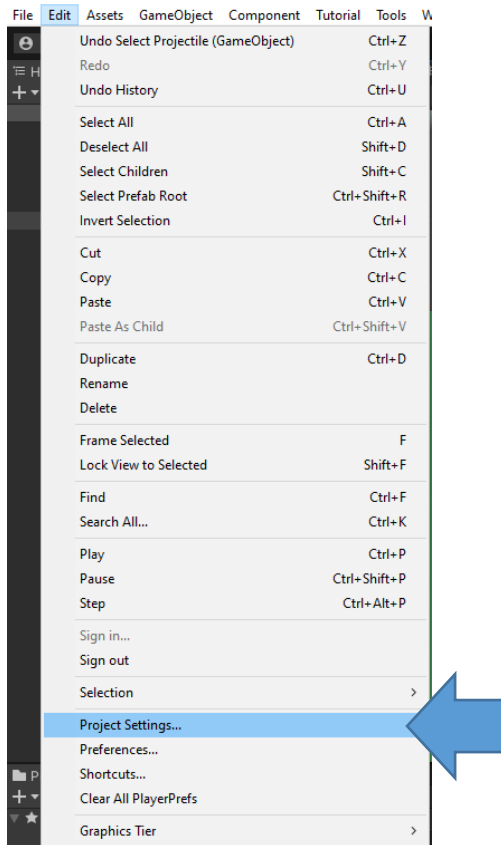 File Edit Assets GameObject Component Tutorial Tools W
H
Undo Select Projectile (GameObject) Ctrl+Z
Redo Ctrl+Y
Undo History Ctrl+U
Select All Ctrl+A
Deselect All Shift+D
Select Children Shift+C
Select Prefab Root Ctrl+Shift+R
Invert Selection Ctrl+I
Cut Ctrl+X
Copy Ctrl+C
Paste Ctrl+V
Paste As Child Ctrl+Shift+V
Duplicate Ctrl+D
Rename
Delete
Frame Selected F
Lock View to Selected Shift+F
Find Ctrl+F
Search All... Ctrl+K
Play Ctrl+P
Pause Ctrl+Shift+P
Step Ctrl+Alt+P
Sign in...
Sign out
Selection >
Project Settings...
Preferences...
P Shortcuts...
Clear All PlayerPrefs
Graphics Tier >